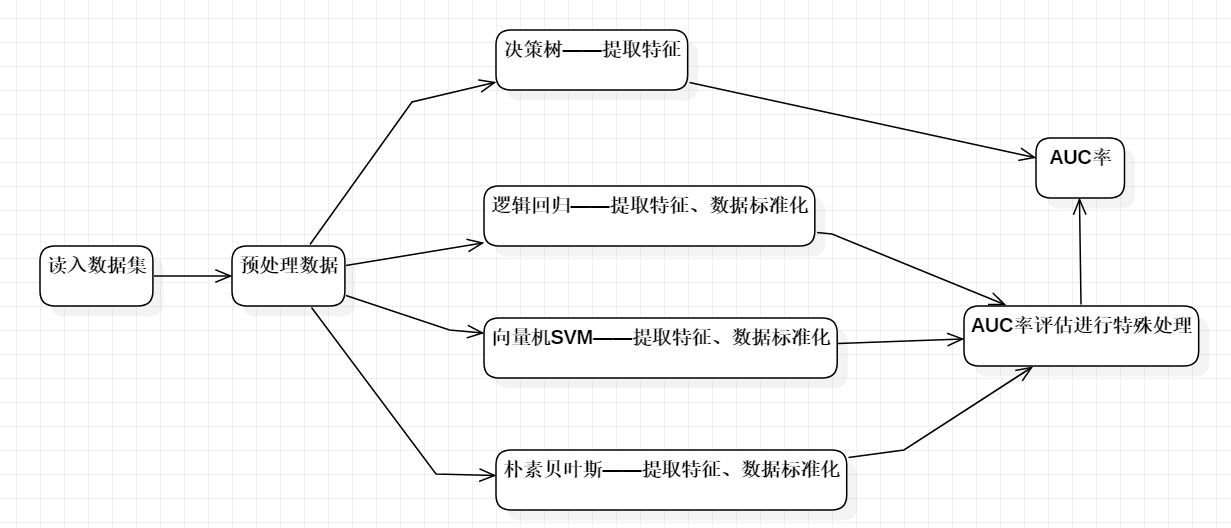 决策树——提取特征
AUC率
逻辑回归——提取特征、数据标准化
读入数据集
预处理数据
向量机SVM——提取特征、数据标准化
AUC率评估进行特殊处理
朴素贝叶斯——提取特征、数据标准化